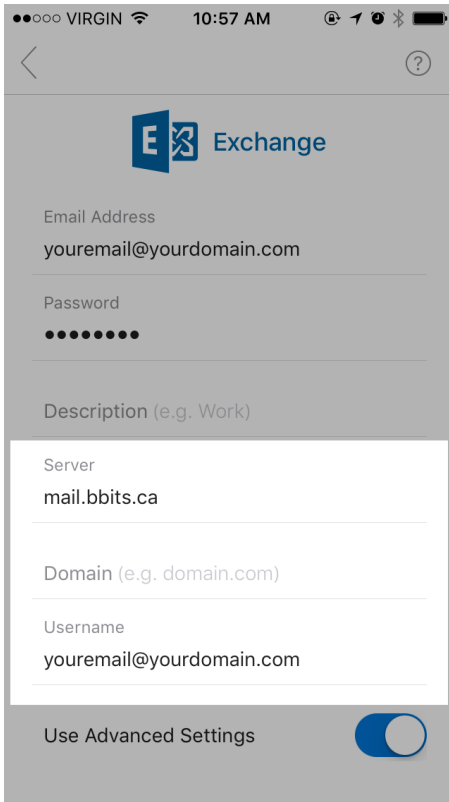 VIRGIN 10:57 AM
?
E Exchange
Email Address
youremail@yourdomain.com
Password
Description (e.g. Work)
Server
mail.bbits.ca
Domain (e.g. domain.com)
Username
youremail@yourdomain.com
Use Advanced Settings